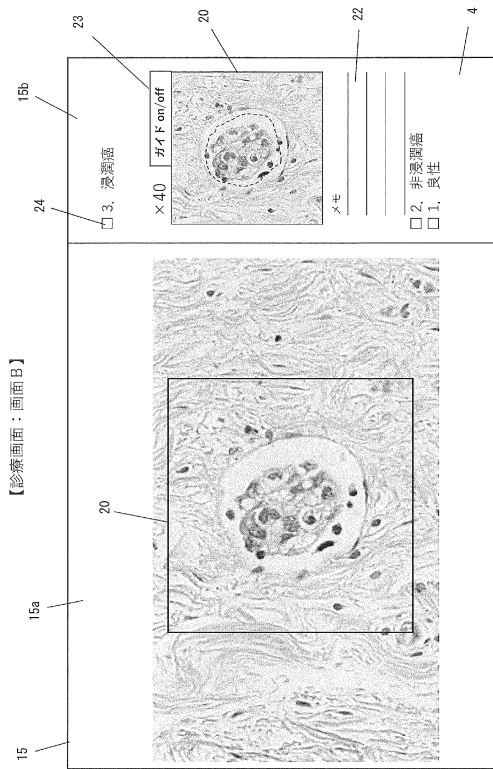 【診療画面：画面B】
15
15a
15b
20
24
23
20
22
4
□ 3．浸潤癌
ガイド on/off
×40
メモ
□ 2．非浸潤癌
□ 1．良性